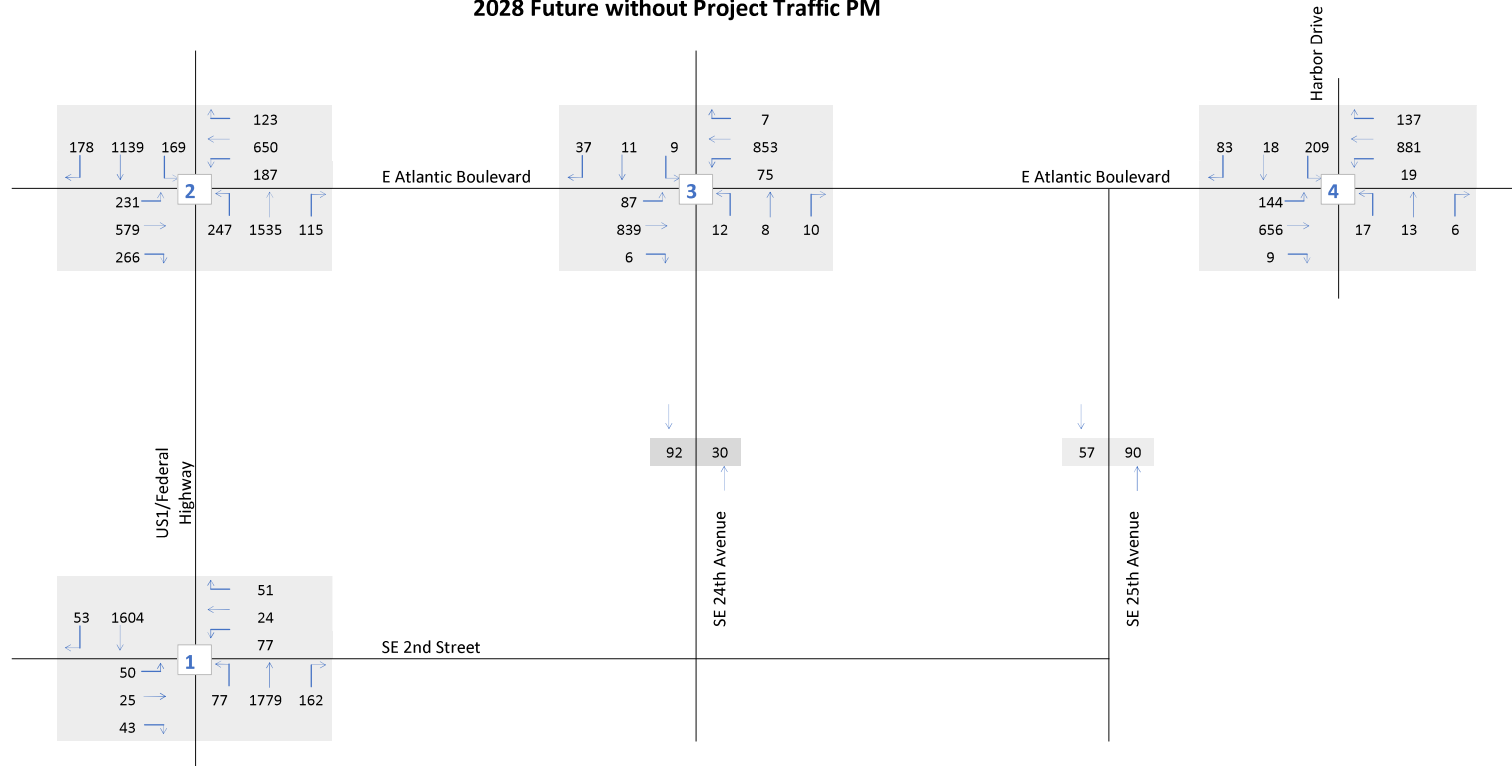 2028 Future without Project Traffic PM
Harbor Drive
123
178 1139 169 650
187
2
231
579 247 1535 115
266
E Atlantic Boulevard
7
37 11 9 853
75
3
87
839 12 8 10
6
E Atlantic Boulevard
137
83 18 209 881
19
4
144
656 17 13 6
9
92 30
57 90
US1/Federal
Highway
SE 24th Avenue
SE 25th Avenue
51
53 1604 24
77
1
50
25 77 1779 162
43
SE 2nd Street